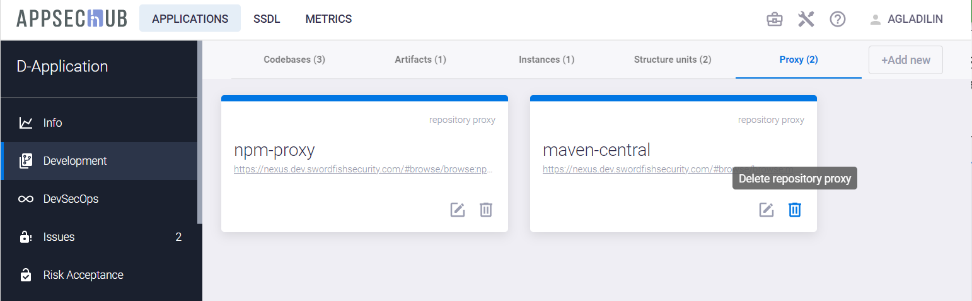 APPSECHUB
APPLICATIONS
SSDL
METRICS
AGLADILIN
D-Application
Codebases (3)
Artifacts (1)
Instances (1)
Structure units (2)
Proxy (2)
+Add new
Info
Development
DevSecOps
Issues
2
Risk Acceptance
repository proxy
npm-proxy
https://nexus.dev.swordfishsecurity.com/#browse/browse:np...
repository proxy
maven-central
https://nexus.dev.swordfishsecurity.com/#browse
Delete repository proxy